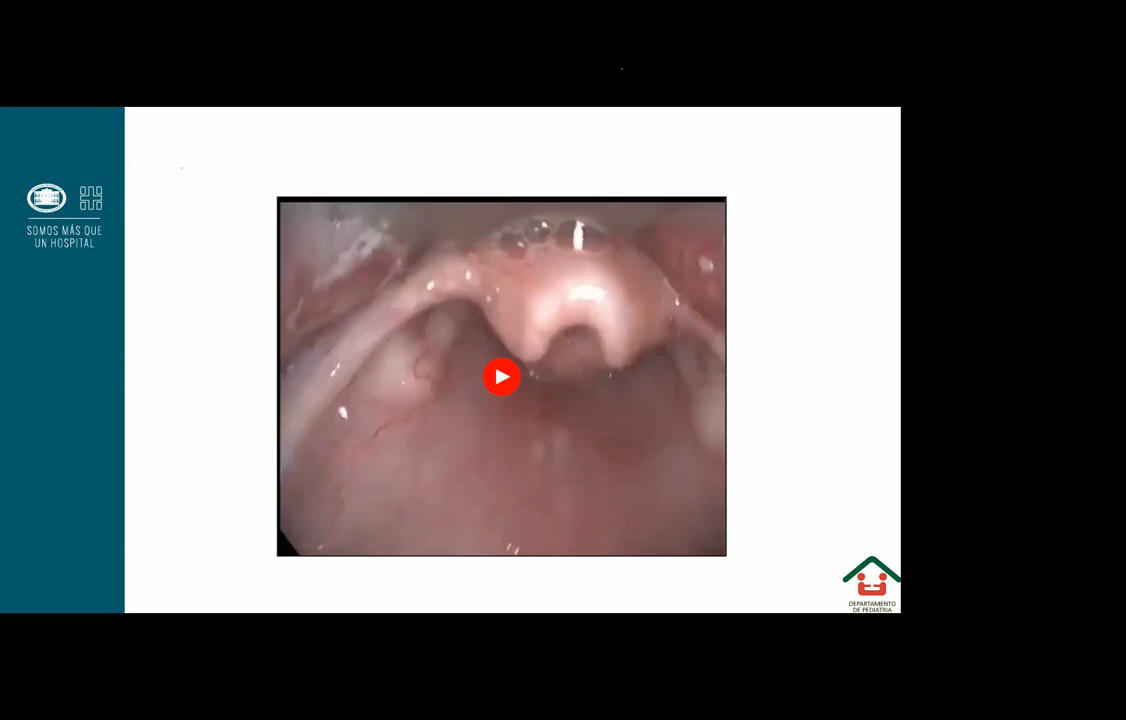 SOMOS MÁS QUE
UN HOSPITAL
DEPARTAMENTO
DE PEDIATRIA